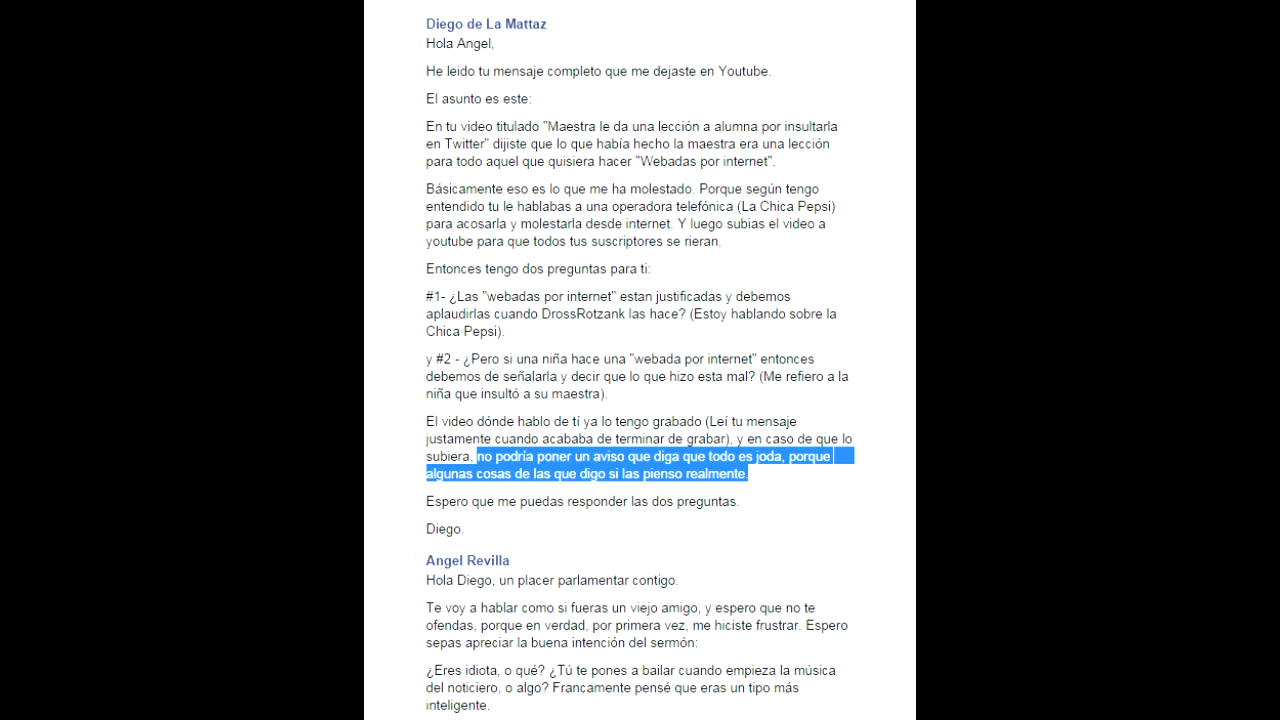 Diego de La Mattaz
Hola Angel,
He leido tu mensaje completo que me dejaste en Youtube.
El asunto es este:
En tu video titulado "Maestra le da una lección a alumna por insultarla
en Twitter" dijiste que lo que había hecho la maestra era una lección
para todo aquel que quisiera hacer "Webadas por internet".
Básicamente eso es lo que me ha molestado. Porque según tengo
entendido tu le hablabas a una operadora telefónica (La Chica Pepsi)
para acosarla y molestarla desde internet. Y luego subias el video a
youtube para que todos tus suscriptores se rieran.
Entonces tengo dos preguntas para ti:
#1- ¿Las "webadas por internet" estan justificadas y debemos
aplaudirlas cuando DrossRotzank las hace? (Estoy hablando sobre la
Chica Pepsi).
y #2 - ¿Pero si una niña hace una "webada por internet" entonces
debemos de señalarla y decir que lo que hizo esta mal? (Me refiero a la
niña que insultó a su maestra).
El video dónde hablo de tí ya lo tengo grabado (Leí tu mensaje
justamente cuando acababa de terminar de grabar), y en caso de que lo
subiera, no podría poner un aviso que diga que todo es joda, porque
algunas cosas de las que digo si las pienso realmente.
Espero que me puedas responder las dos preguntas.
Diego.
Angel Revilla
Hola Diego, un placer parlamentar contigo.
Te voy a hablar como si fueras un viejo amigo, y espero que no te
ofendas, porque en verdad, por primera vez, me hiciste frustrar. Espero
sepas apreciar la buena intención del sermón:
¿Eres idiota, o qué? ¿Tú te pones a bailar cuando empieza la música
del noticiero, o algo? Francamente pensé que eras un tipo más
inteligente.